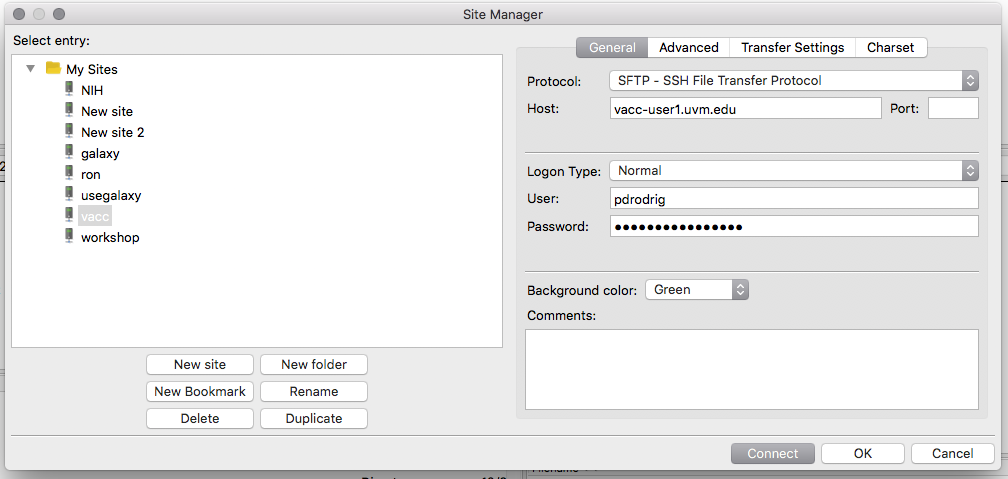 Site Manager
Select entry:
My Sites
NIH
New site
New site 2
galaxy
ron
usegalaxy
vacc
workshop
New site New folder
New Bookmark Rename
Delete Duplicate
General Advanced Transfer Settings Charset
Protocol: SFTP - SSH File Transfer Protocol
Host: vacc-user1.uvm.edu Port:
Logon Type: Normal
User: pdrodrig
Password: ●●●●●●●●●●●●●●●●
Background color: Green
Comments:
Connect OK Cancel